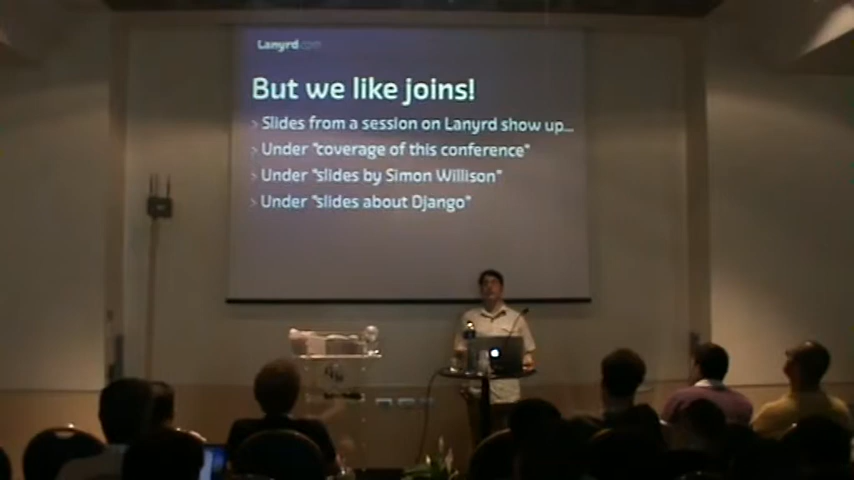 Lanyrd.com
But we like joins!
› Slides from a session on Lanyrd show up...
› Under "coverage of this conference"
› Under "slides by Simon Willison"
› Under "slides about Django"